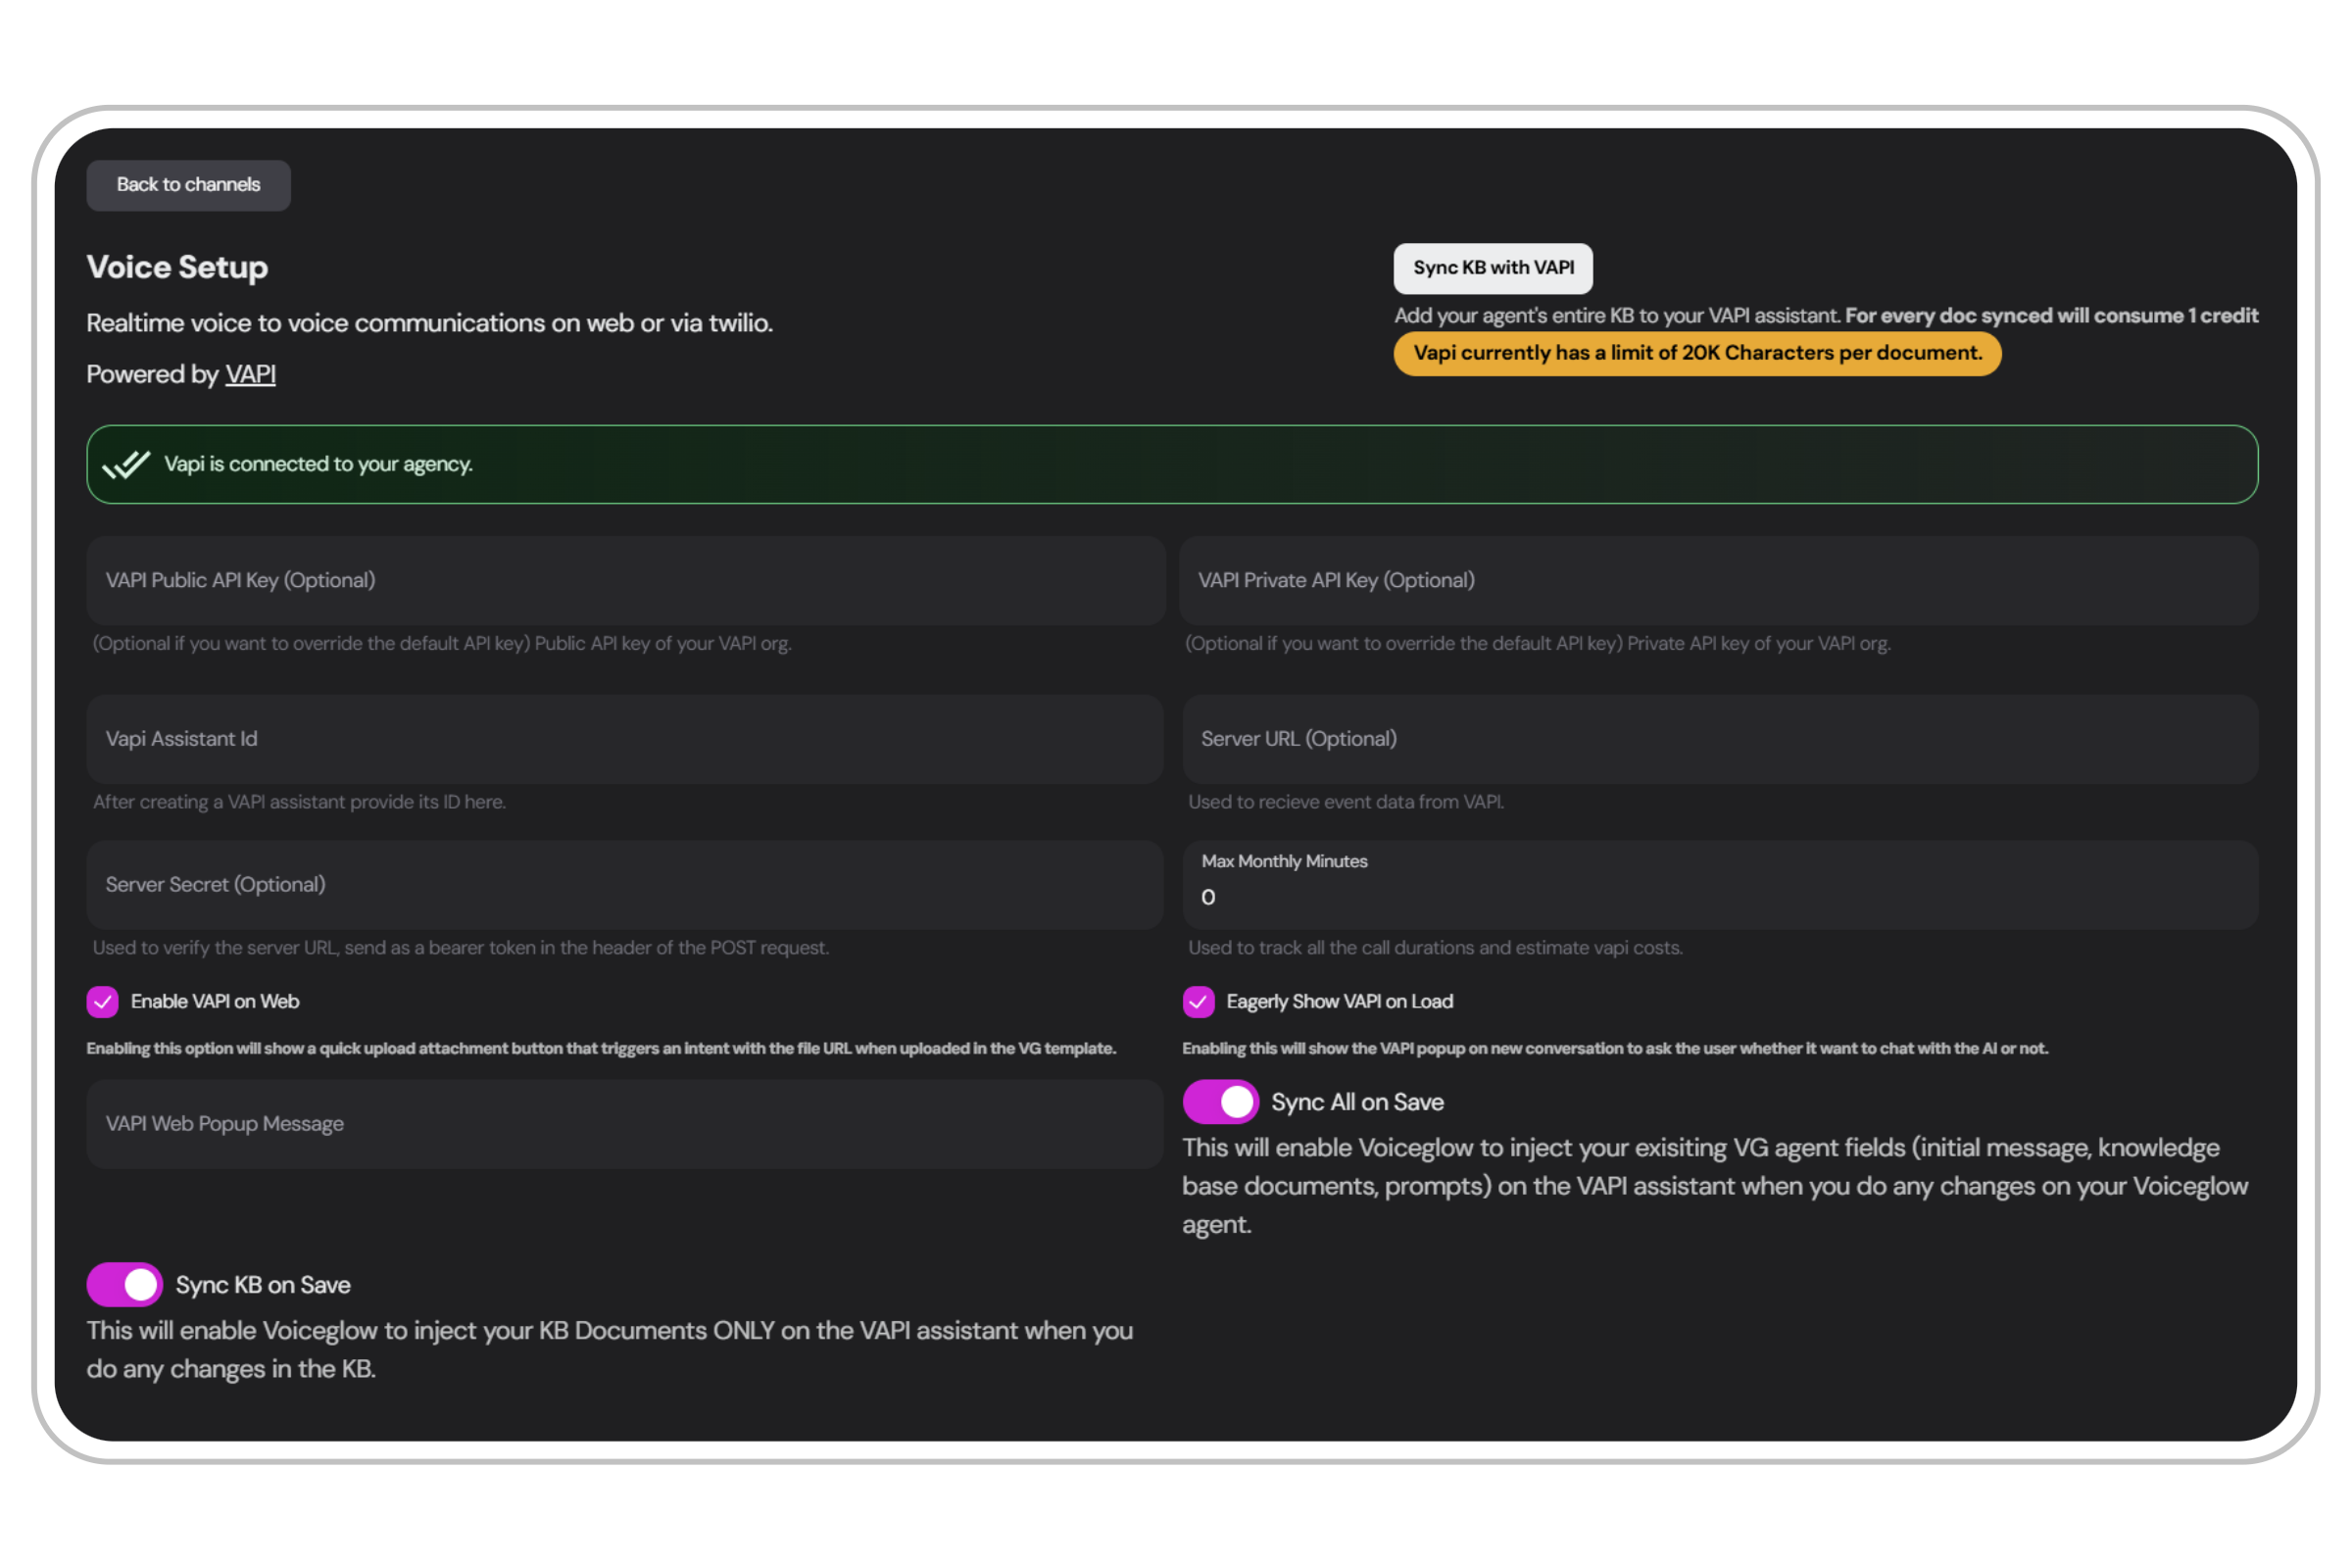 Back to channels
Voice Setup
Realtime voice to voice communications on web or via twilio.
Powered by VAPI
Sync KB with VAPI
Add your agent's entire KB to your VAPI assistant. For every doc synced will consume 1 credit
Vapi currently has a limit of 20K Characters per document.
Vapi is connected to your agency.
VAPI Public API Key (Optional)
(Optional if you want to override the default API key) Public API key of your VAPI org.
VAPI Private API Key (Optional)
(Optional if you want to override the default API key) Private API key of your VAPI org.
Vapi Assistant Id
After creating a VAPI assistant provide its ID here.
Server URL (Optional)
Used to recieve event data from VAPI.
Server Secret (Optional)
Used to verify the server URL, send as a bearer token in the header of the POST request.
Max Monthly Minutes
0
Used to track all the call durations and estimate vapi costs.
Enable VAPI on Web
Enabling this option will show a quick upload attachment button that triggers an intent with the file URL when uploaded in the VG template.
Eagerly Show VAPI on Load
Enabling this will show the VAPI popup on new conversation to ask the user whether it want to chat with the AI or not.
VAPI Web Popup Message
Sync All on Save
This will enable Voiceglow to inject your exisiting VG agent fields (initial message, knowledge
base documents, prompts) on the VAPI assistant when you do any changes on your Voiceglow
agent.
Sync KB on Save
This will enable Voiceglow to inject your KB Documents ONLY on the VAPI assistant when you
do any changes in the KB.